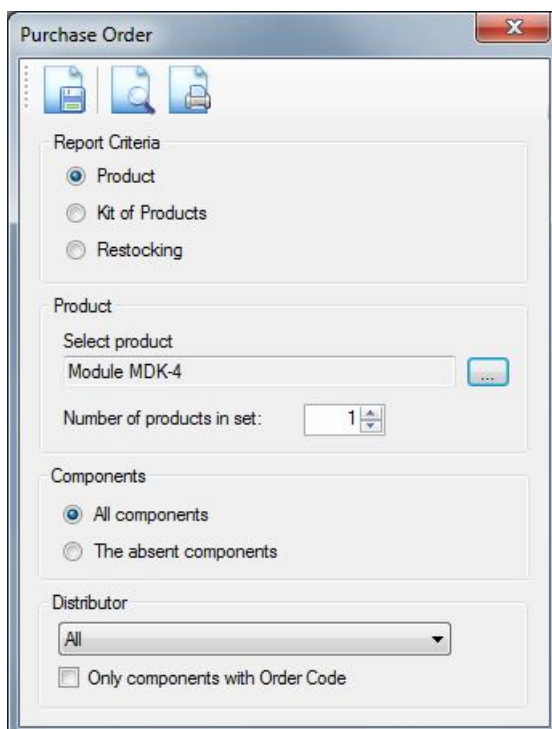 Purchase Order
Report Criteria
Product
Kit of Products
Restocking
Product
Select product
Module MDK-4
...
Number of products in set:
1
Components
All components
The absent components
Distributor
All
Only components with Order Code